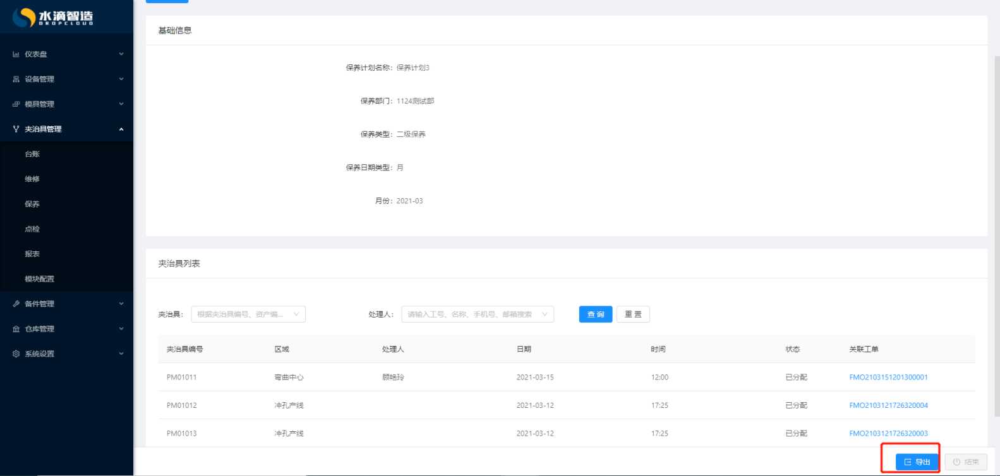 水滴智造
DROPCLOUD
仪表盘
设备管理
模具管理
夹治具管理
台账
维修
保养
点检
报表
模块配置
备件管理
仓库管理
系统设置
基础信息
保养计划名称： 保养计划3
保养部门： 1124测试部
保养类型： 二级保养
保养日期类型： 月
月份： 2021-03
夹治具列表
夹治具： 根据夹治具编号、资产编... 处理人： 请输入工号、名称、手机号、邮箱搜索 查 询 重 置
夹治具编号 区域 处理人 日期 时间 状态 关联工单
PM01011 弯曲中心 顾艳玲 2021-03-15 12:00 已分配 FMO2103151201300001
PM01012 冲孔产线 2021-03-12 17:25 已分配 FMO2103121726320004
PM01013 冲孔产线 2021-03-12 17:25 已分配 FMO2103121726320003
导出 结束